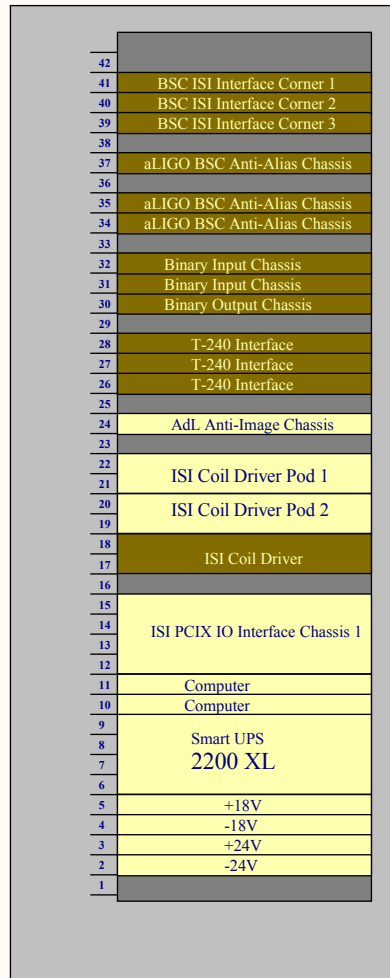 42
41 BSC ISI Interface Corner 1
40 BSC ISI Interface Corner 2
39 BSC ISI Interface Corner 3
38
37 aLIGO BSC Anti-Alias Chassis
36
35 aLIGO BSC Anti-Alias Chassis
34 aLIGO BSC Anti-Alias Chassis
33
32 Binary Input Chassis
31 Binary Input Chassis
30 Binary Output Chassis
29
28 T-240 Interface
27 T-240 Interface
26 T-240 Interface
25
24 AdL Anti-Image Chassis
23
22
ISI Coil Driver Pod 1
21
20
ISI Coil Driver Pod 2
19
18
ISI Coil Driver
17
16
15
14
ISI PCIX IO Interface Chassis 1
13
12
11 Computer
10 Computer
9
Smart UPS
8
2200 XL
7
6
5 +18V
4 -18V
3 +24V
2 -24V
1